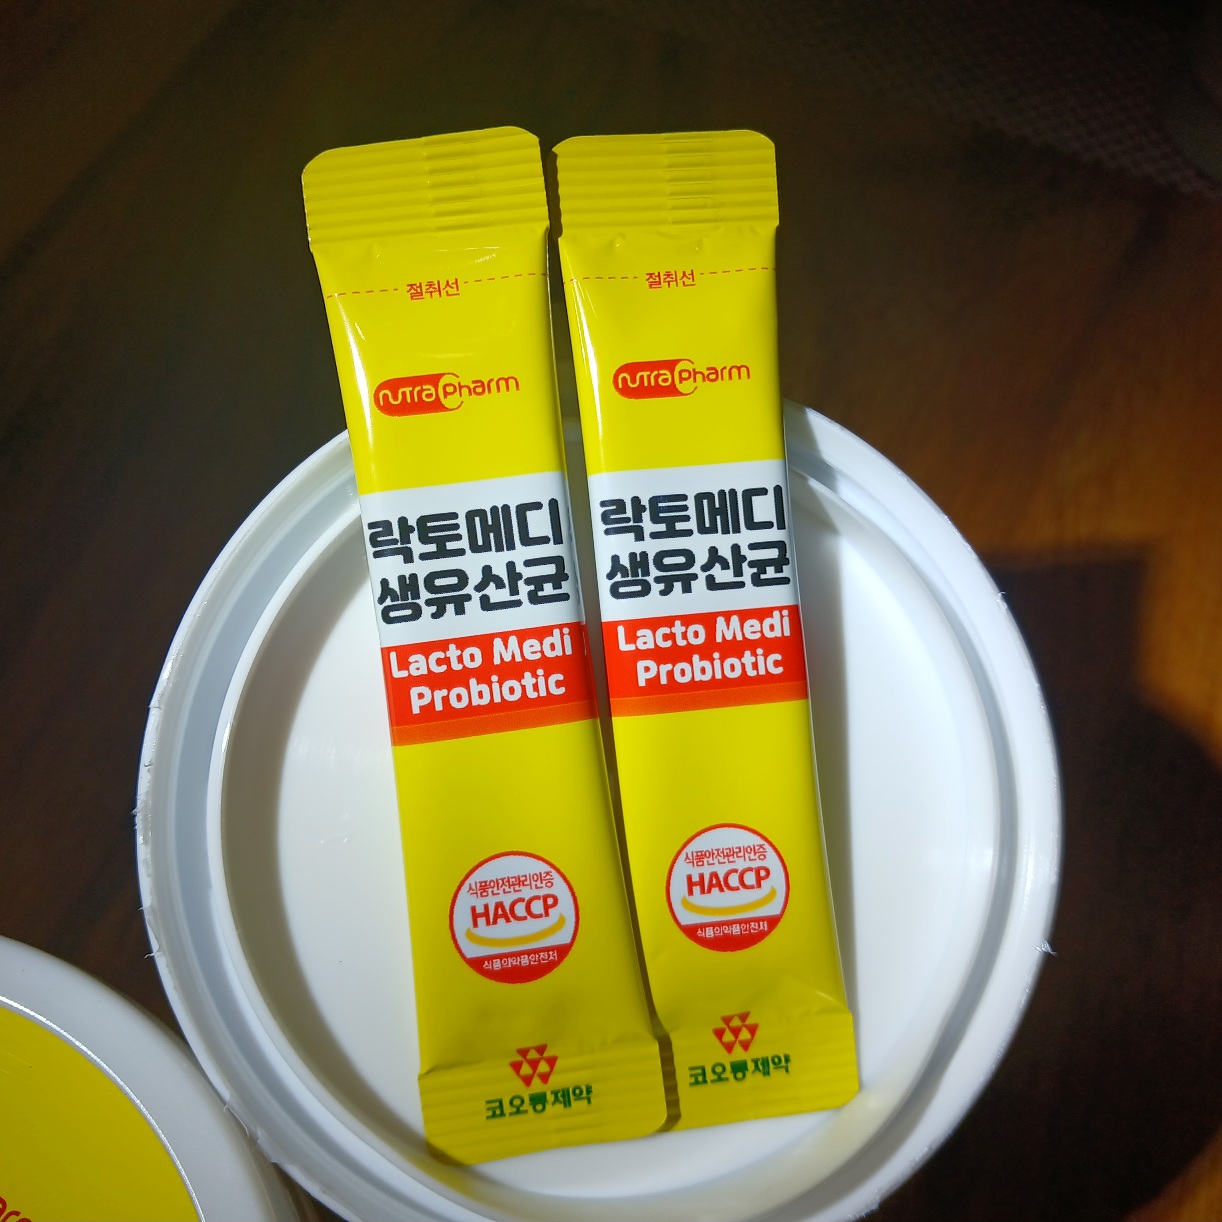 절취선
nutrapharm
락토메디
생유산균
Lacto Medi
Probiotic
식품안전관리인증
HACCP
식품의약품안전처
코오롱제약
절취선
nutrapharm
락토메디
생유산균
Lacto Medi
Probiotic
식품안전관리인증
HACCP
식품의약품안전처
코오롱제약